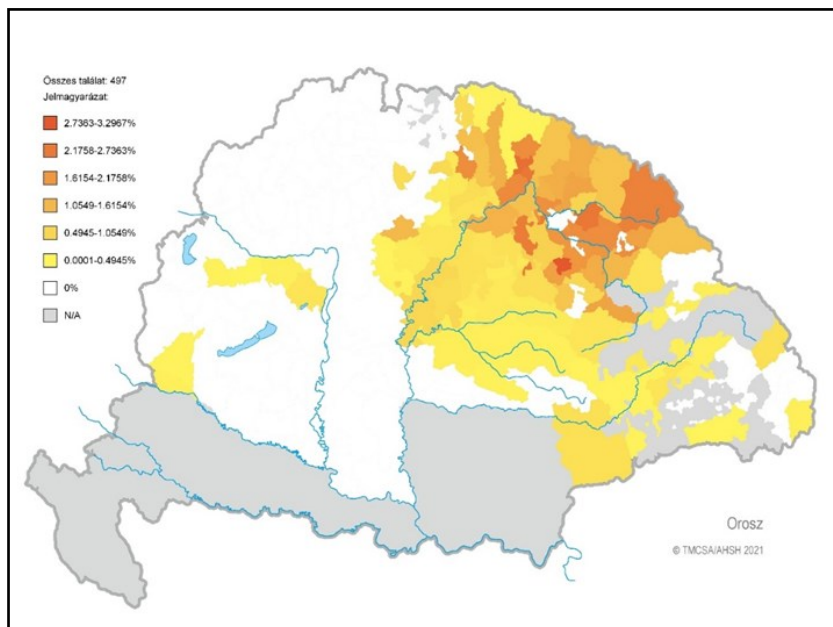 Összes találat: 497
Jelmagyarázat
2.7363-3.2967%
2.1758-2.7363%
1.6154-2.1758%
1.0549-1.6154%
0.4945-1.0549%
0.0001-0.4945%
0%
N/A
Orosz
© TMCSA/AHSH 2021